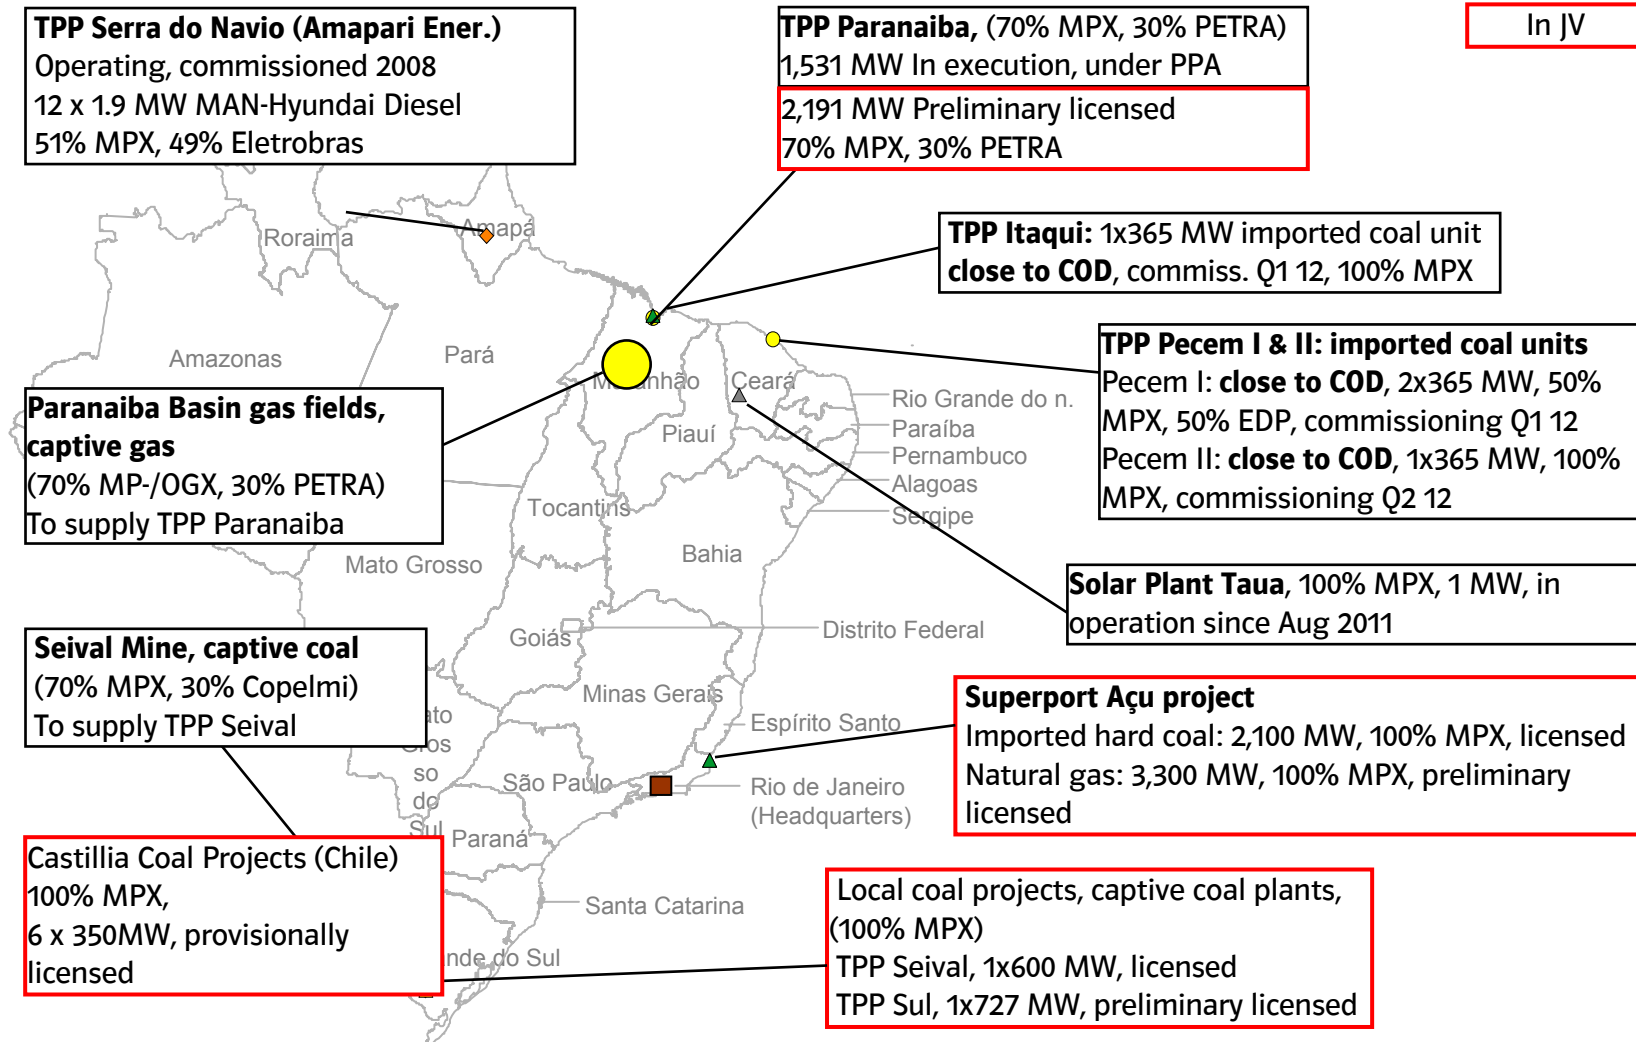 TPP Serra do Navio (Amapari Ener.)
Operating, commissioned 2008
12 x 1.9 MW MAN-Hyundai Diesel
51% MPX, 49% Eletrobras
TPP Paranaiba, (70% MPX, 30% PETRA)
1,531 MW In execution, under PPA
2,191 MW Preliminary licensed
70% MPX, 30% PETRA
In JV
Roraima
Amapá
TPP Itaqui: 1x365 MW imported coal unit
close to COD, commiss. Q1 12, 100% MPX
Amazonas
Pará
Ceará
Piauí
Rio Grande do n.
Paraíba
Pernambuco
Alagoas
Sergipe
TPP Pecem I & II: imported coal units
Pecem I: close to COD, 2x365 MW, 50%
MPX, 50% EDP, commissioning Q1 12
Pecem II: close to COD, 1x365 MW, 100%
MPX, commissioning Q2 12
Paranaiba Basin gas fields,
captive gas
(70% MP-/OGX, 30% PETRA)
To supply TPP Paranaiba
Tocantins
Bahia
Mato Grosso
Solar Plant Taua, 100% MPX, 1 MW, in
operation since Aug 2011
Goiás
Distrito Federal
Seival Mine, captive coal
(70% MPX, 30% Copelmi)
To supply TPP Seival
Minas Gerais
Espírito Santo
Superport Açu project
Imported hard coal: 2,100 MW, 100% MPX, licensed
Natural gas: 3,300 MW, 100% MPX, preliminary
licensed
ato
Gros
so
do
Sul
São Paulo
Rio de Janeiro
(Headquarters)
Paraná
Castillia Coal Projects (Chile)
100% MPX,
6 x 350MW, provisionally
licensed
Santa Catarina
nde do Sul
Local coal projects, captive coal plants,
(100% MPX)
TPP Seival, 1x600 MW, licensed
TPP Sul, 1x727 MW, preliminary licensed